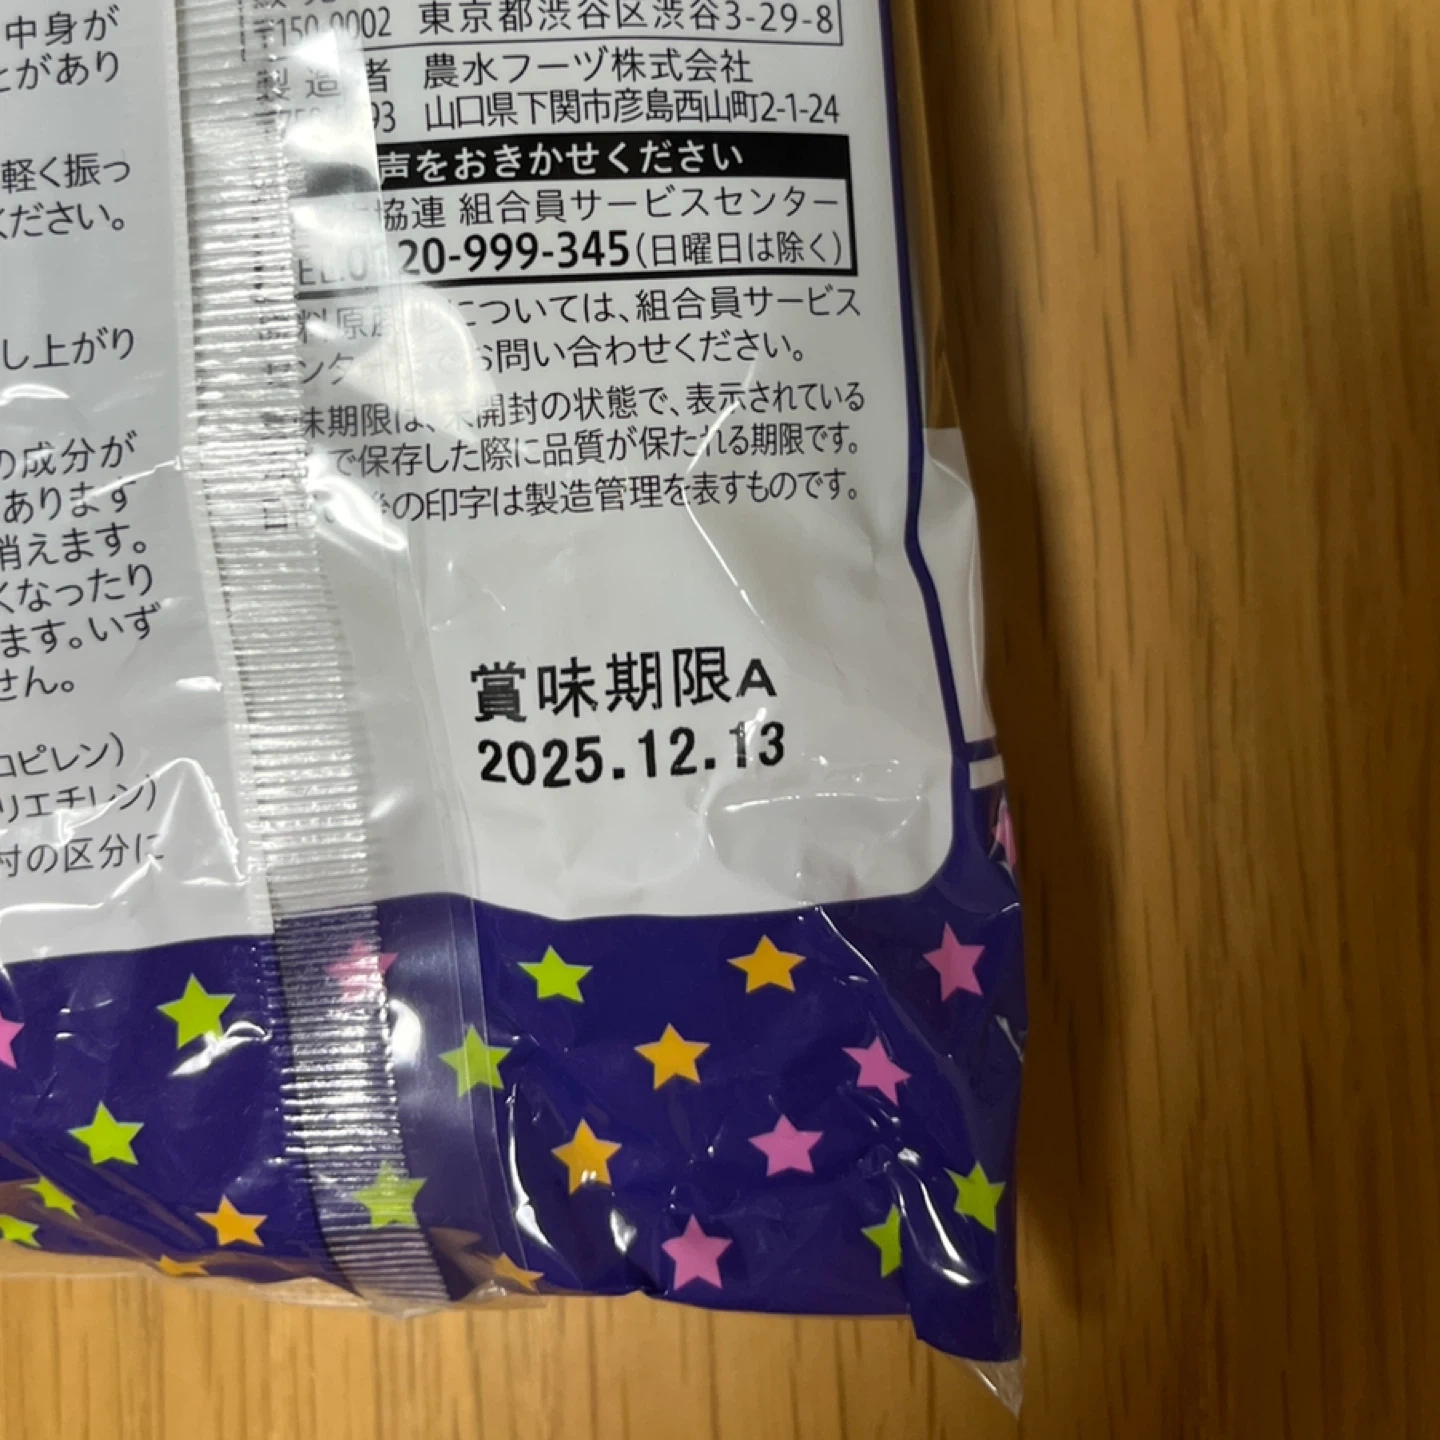 中身が
とがあり
軽く振っ
ください。
し上がり
の成分が
あります
消えます。
くなったり
ます。いず
せん。
コピレン)
リエチレン)
村の区分に
〒150-0002 東京都渋谷区渋谷3-29-8
製造者 農水フーヅ株式会社
93 山口県下関市彦島西山町2-1-24
声をおきかせください
協連 組合員サービスセンター
20-999-345(日曜日は除く)
については、組合員サービス
お問い合わせください。
味期限は、未開封の状態で、表示されている
で保存した際に品質が保たれる期限です。
後の印字は製造管理を表すものです。
賞味期限A
2025.12.13